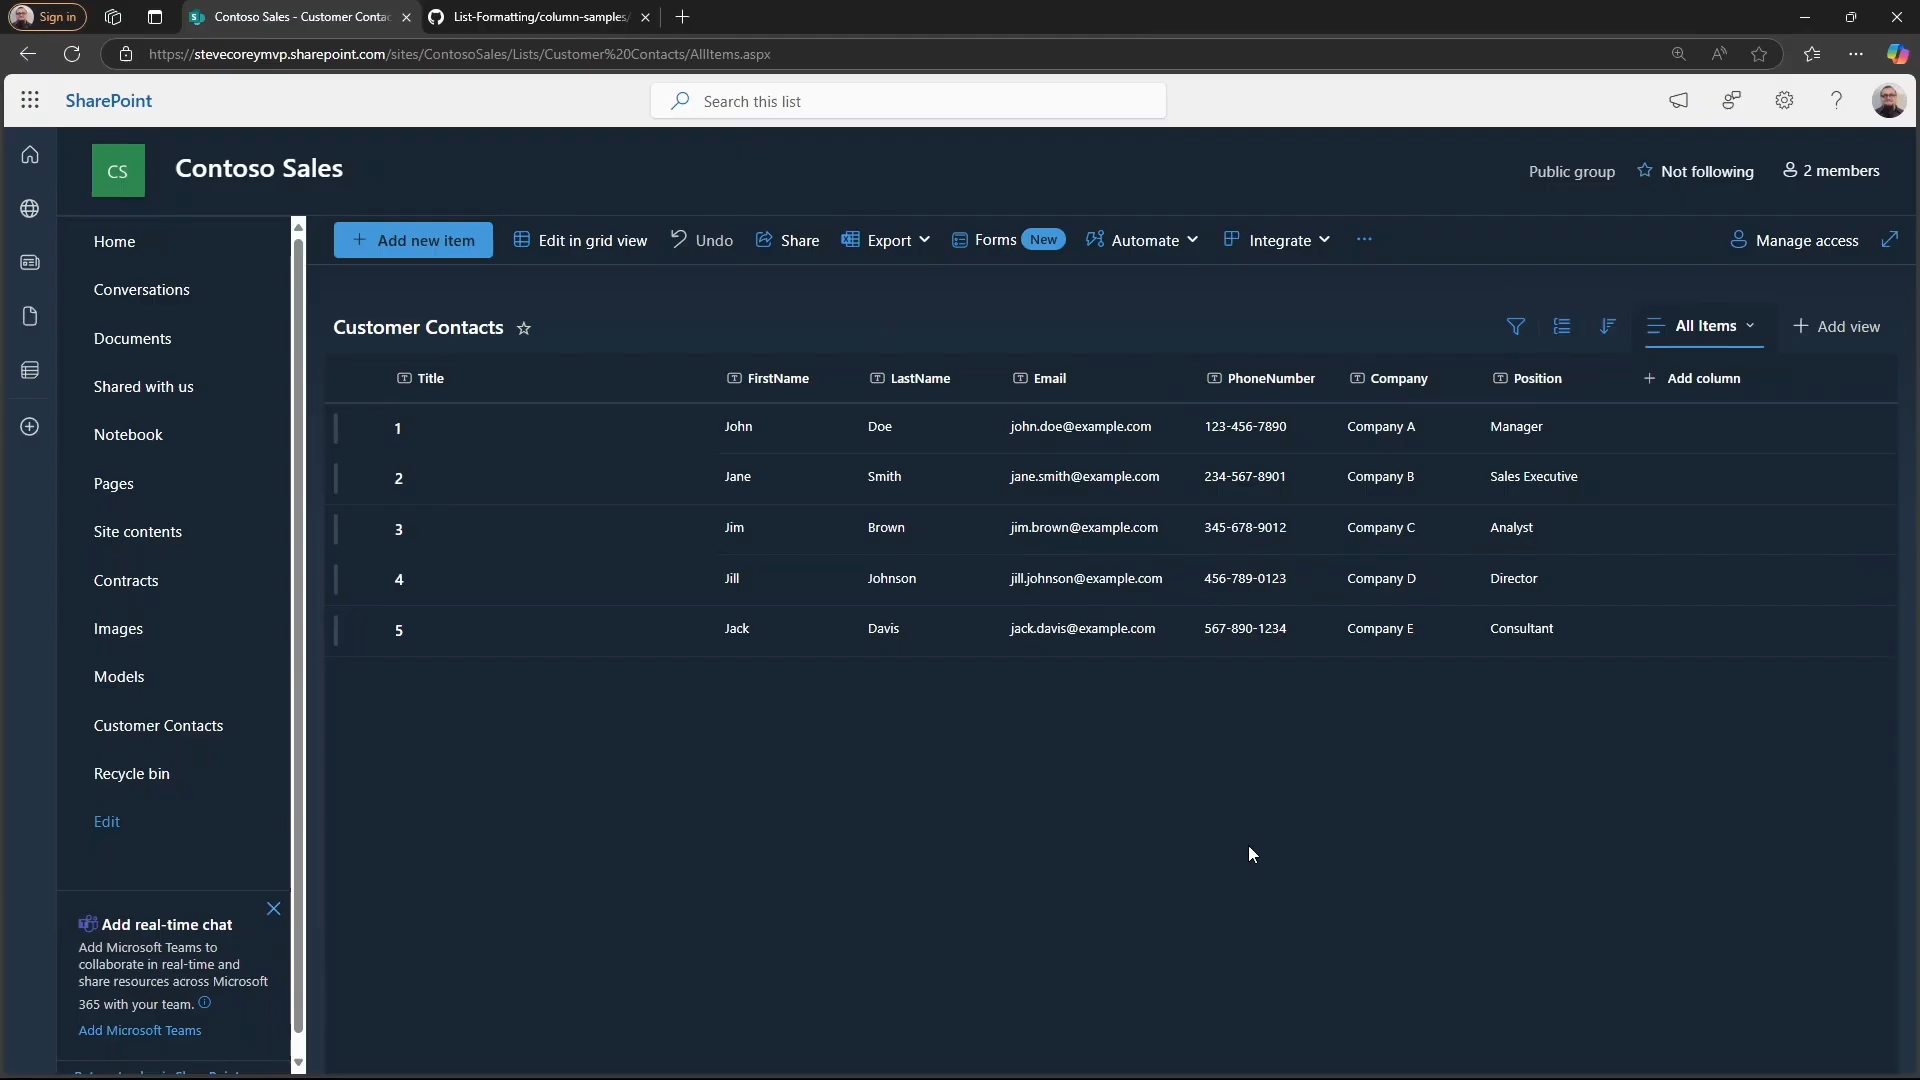 Sign in
Contoso Sales - Customer Contac
List-Formatting/column-samples/
https://stevecoreymvp.sharepoint.com/sites/ContosoSales/Lists/Customer%20Contacts/AllItems.aspx
SharePoint
Search this list
CS
Contoso Sales
Public group
Not following
2 members
Home
Conversations
Documents
Shared with us
Notebook
Pages
Site contents
Contracts
Images
Models
Customer Contacts
Recycle bin
Edit
Add real-time chat
Add Microsoft Teams to
collaborate in real-time and
share resources across Microsoft
365 with your team.
Add Microsoft Teams
+ Add new item
Edit in grid view
Undo
Share
Export
Forms New
Automate
Integrate
...
Manage access
Customer Contacts
All Items
+ Add view
Title FirstName LastName Email PhoneNumber Company Position + Add column
1 John Doe john.doe@example.com 123-456-7890 Company A Manager
2 Jane Smith jane.smith@example.com 234-567-8901 Company B Sales Executive
3 Jim Brown jim.brown@example.com 345-678-9012 Company C Analyst
4 Jill Johnson jill.johnson@example.com 456-789-0123 Company D Director
5 Jack Davis jack.davis@example.com 567-890-1234 Company E Consultant